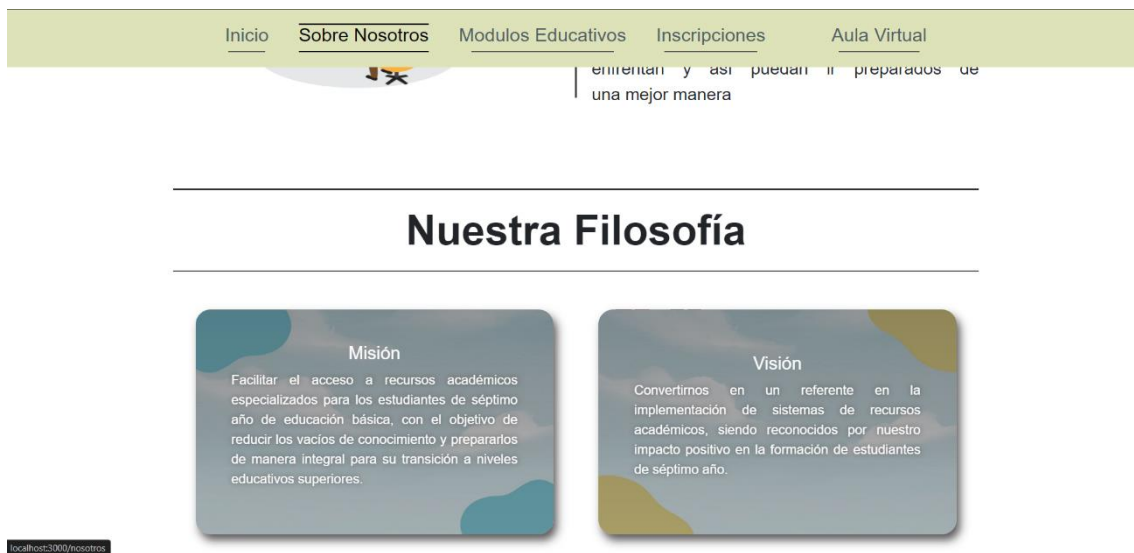 Inicio Sobre Nosotros Modulos Educativos Inscripciones Aula Virtual
enfrentan y así puedan ir preparados de
una mejor manera
Nuestra Filosofía
Misión
Facilitar el acceso a recursos académicos
especializados para los estudiantes de séptimo
año de educación básica, con el objetivo de
reducir los vacíos de conocimiento y prepararlos
de manera integral para su transición a niveles
educativos superiores.
Visión
Convertirnos en un referente en la
implementación de sistemas de recursos
académicos, siendo reconocidos por nuestro
impacto positivo en la formación de estudiantes
de séptimo año.
localhost:3000/nosotros